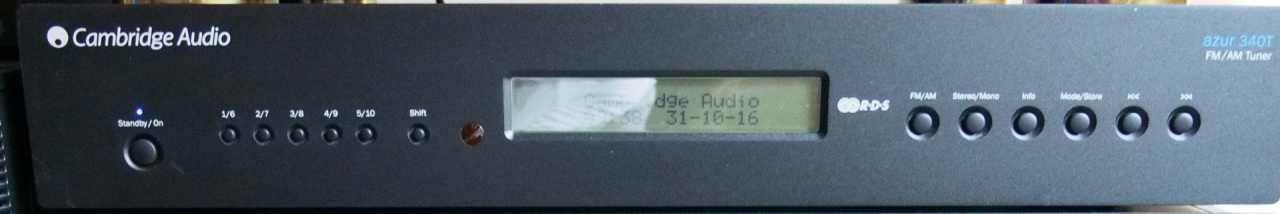 Cambridge Audio
azur 340T
FM/AM Tuner
Standby/On
1/6 2/7 3/8 4/9 5/10 Shift
dge Audio
38 31-10-16
R·D·S
FM/AM Stereo/Mono Info Mode/Store |<< >>|